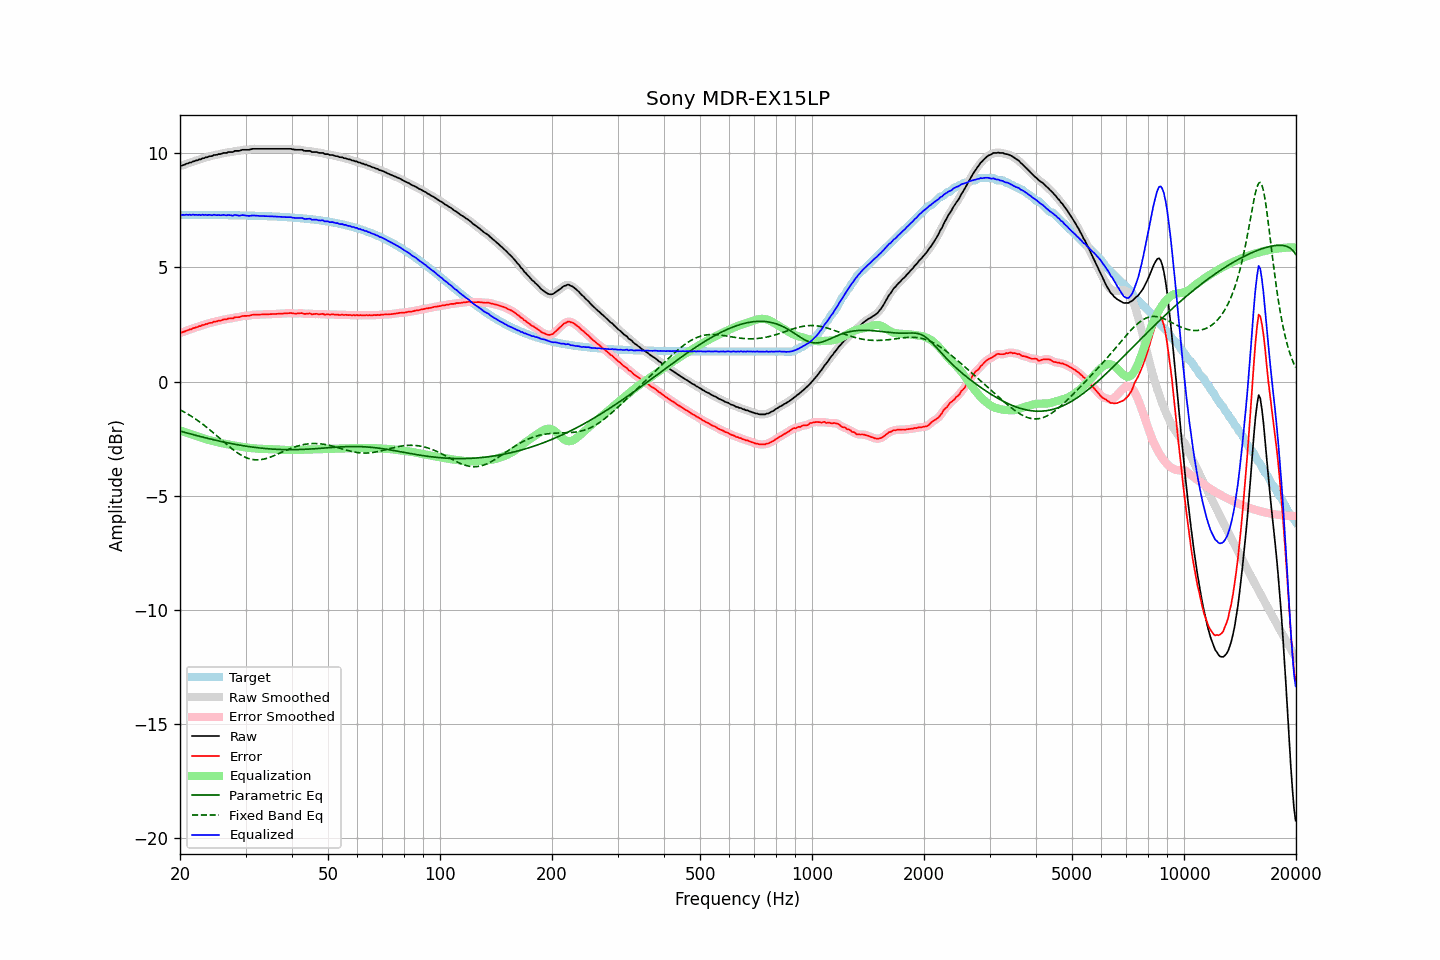 Sony MDR-EX15LP
Amplitude (dBr)
10
5
0
−5
−10
−15
−20
Target
Raw Smoothed
Error Smoothed
Raw
Error
Equalization
Parametric Eq
Fixed Band Eq
Equalized
20 50 100 200 500 1000 2000 5000 10000 20000
Frequency (Hz)